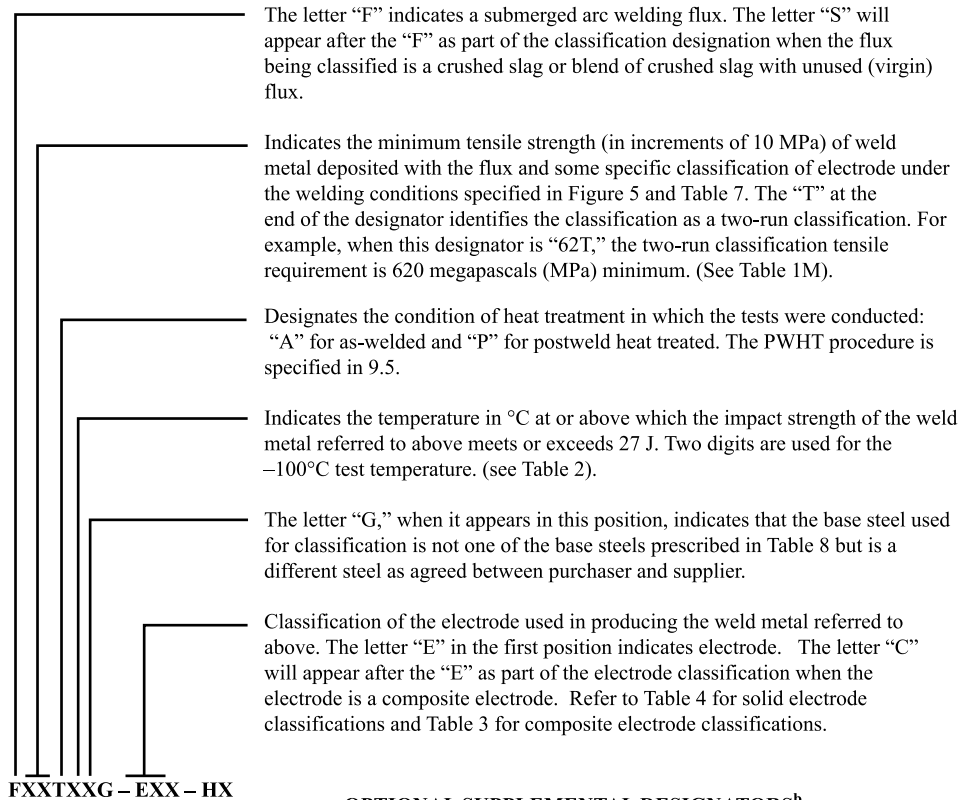 The letter “F” indicates a submerged arc welding flux. The letter “S” will
appear after the “F” as part of the classification designation when the flux
being classified is a crushed slag or blend of crushed slag with unused (virgin)
flux.
Indicates the minimum tensile strength (in increments of 10 MPa) of weld
metal deposited with the flux and some specific classification of electrode under
the welding conditions specified in Figure 5 and Table 7. The “T” at the
end of the designator identifies the classification as a two-run classification. For
example, when this designator is “62T,” the two-run classification tensile
requirement is 620 megapascals (MPa) minimum. (See Table 1M).
Designates the condition of heat treatment in which the tests were conducted:
“A” for as-welded and “P” for postweld heat treated. The PWHT procedure is
specified in 9.5.
Indicates the temperature in °C at or above which the impact strength of the weld
metal referred to above meets or exceeds 27 J. Two digits are used for the
–100°C test temperature. (see Table 2).
The letter “G,” when it appears in this position, indicates that the base steel used
for classification is not one of the base steels prescribed in Table 8 but is a
different steel as agreed between purchaser and supplier.
Classification of the electrode used in producing the weld metal referred to
above. The letter “E” in the first position indicates electrode. The letter “C”
will appear after the “E” as part of the electrode classification when the
electrode is a composite electrode. Refer to Table 4 for solid electrode
classifications and Table 3 for composite electrode classifications.
FXXTXXG – EXX – HX
OPTIONAL SUPPLEMENTAL DESIGNATORS b